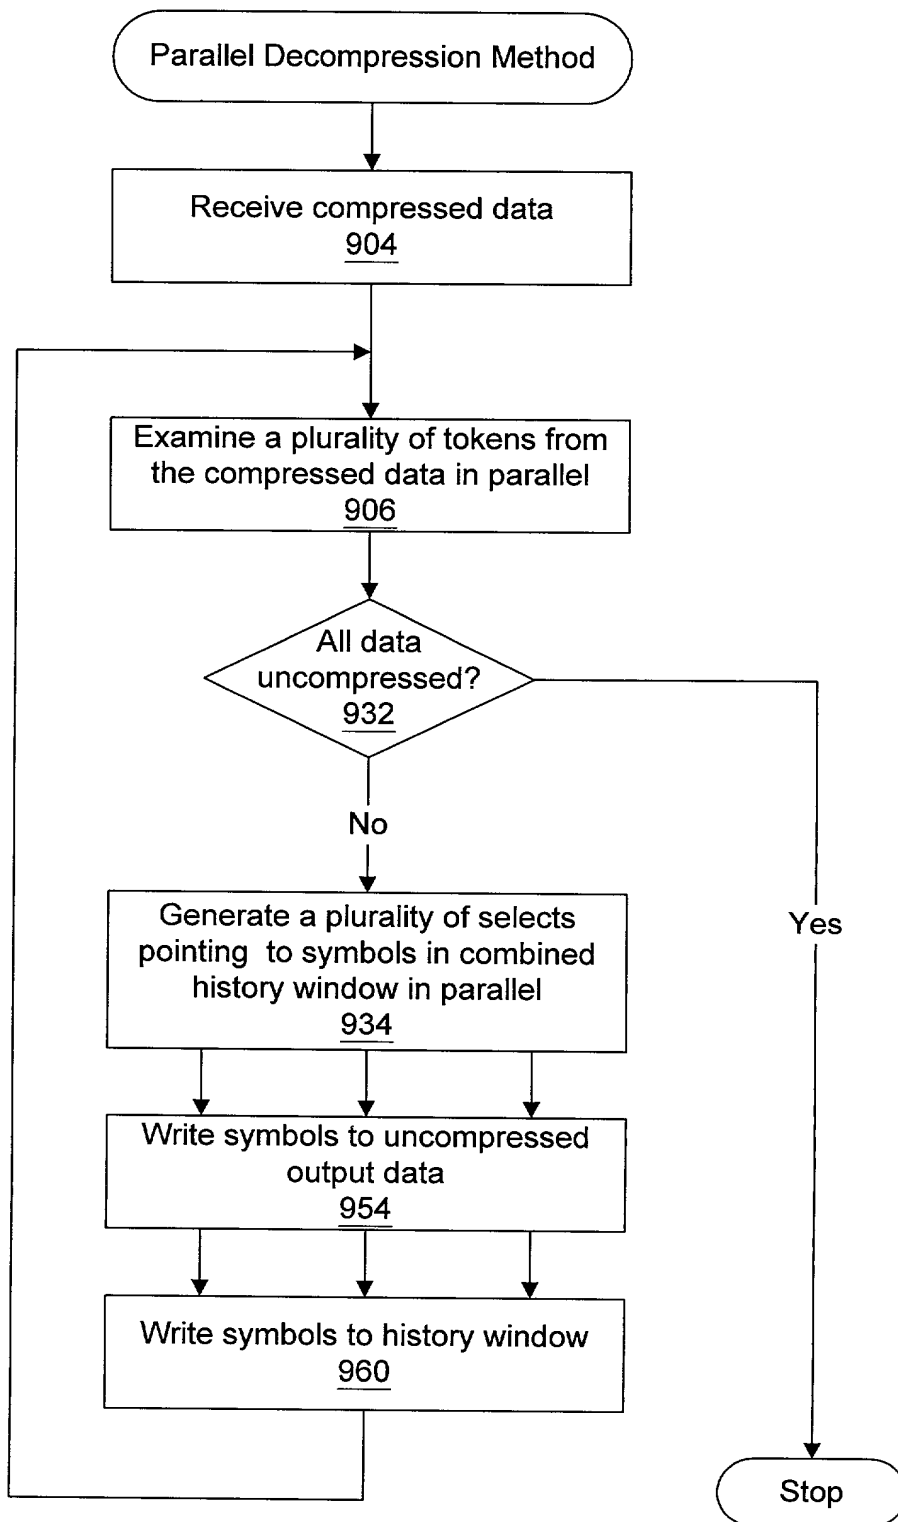 Parallel Decompression Method
Receive compressed data
904
Examine a plurality of tokens from
the compressed data in parallel
906
All data
uncompressed?
932
No
Yes
Generate a plurality of selects
pointing to symbols in combined
history window in parallel
934
Write symbols to uncompressed
output data
954
Write symbols to history window
960
Stop